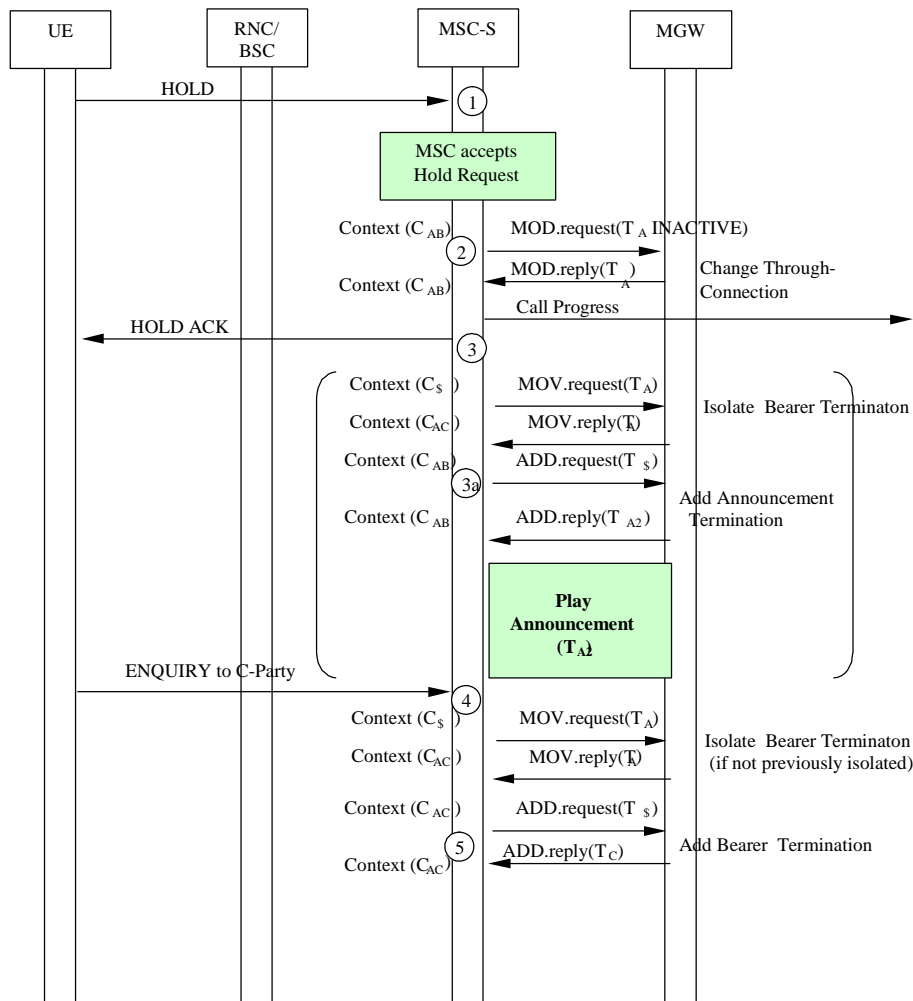 UE
RNC/
BSC
MSC-S
MGW
HOLD
1
MSC accepts
Hold Request
Context (C AB)
MOD.request(T A INACTIVE)
2
MOD.reply(T A)
Change Through-
Connection
Context (C AB)
Call Progress
HOLD ACK
3
Context (C $ )
MOV.request(T A)
Isolate Bearer Terminaton
Context (C AC)
MOV.reply(T A)
Context (C AB)
ADD.request(T $)
3a
Add Announcement
Termination
Context (C AB
ADD.reply(T A2)
Play
Announcement
(T A2)
ENQUIRY to C-Party
4
Context (C $ )
MOV.request(T A)
Isolate Bearer Terminaton
(if not previously isolated)
Context (C AC)
MOV.reply(T A)
Context (C AC)
ADD.request(T $)
5
Add Bearer Termination
ADD.reply(T C)
Context (C AC)